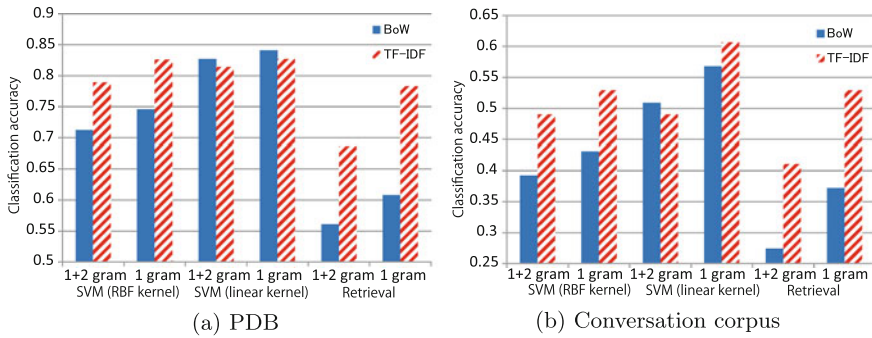 0.9
0.85
0.8
0.75
0.7
0.65
0.6
0.55
0.5
Classification accuracy
BoW
TF-IDF
1+2 gram 1 gram 1+2 gram 1 gram 1+2 gram 1 gram
SVM (RBF kernel) SVM (linear kernel) Retrieval
(a) PDB
0.65
0.6
0.55
0.5
0.45
0.4
0.35
0.3
0.25
Classification accuracy
BoW
TF-IDF
1+2 gram 1 gram 1+2 gram 1 gram 1+2 gram 1 gram
SVM (RBF kernel) SVM (linear kernel) Retrieval
(b) Conversation corpus